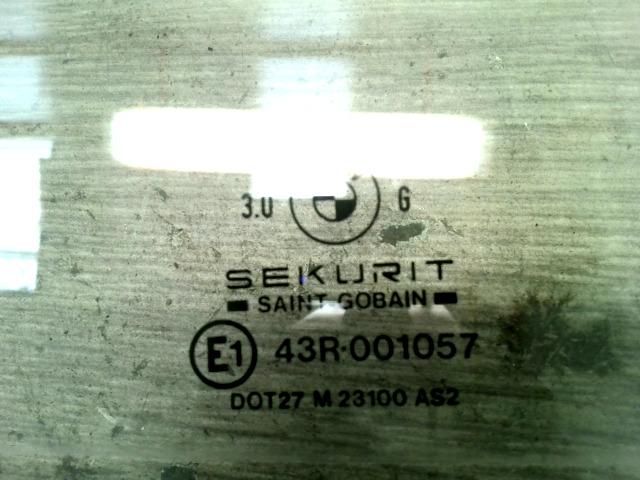 3.0 G
SEKURIT
SAINT-GOBAIN
E1 43R-001057
DOT27 M 23100 AS2